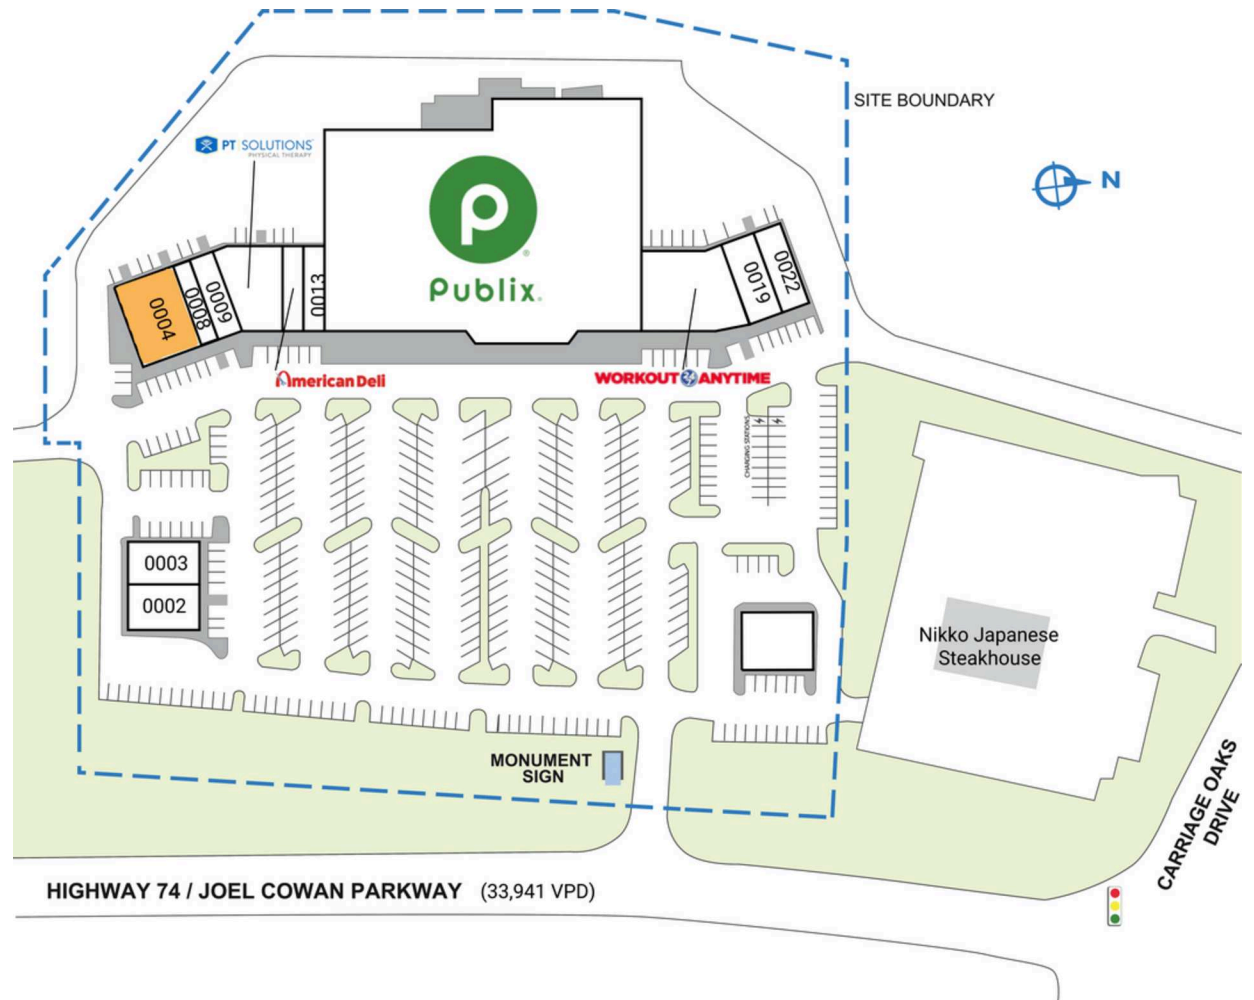 SITE BOUNDARY
PT SOLUTIONS
PHYSICAL THERAPY
N
Publix.
0004
0008
0009
0013
0019
0022
American Deli
WORKOUT 24 ANYTIME
CHARGING STATIONS
0003
0002
Nikko Japanese
Steakhouse
MONUMENT
SIGN
CARRIAGE OAKS
DRIVE
HIGHWAY 74 / JOEL COWAN PARKWAY (33,941 VPD)